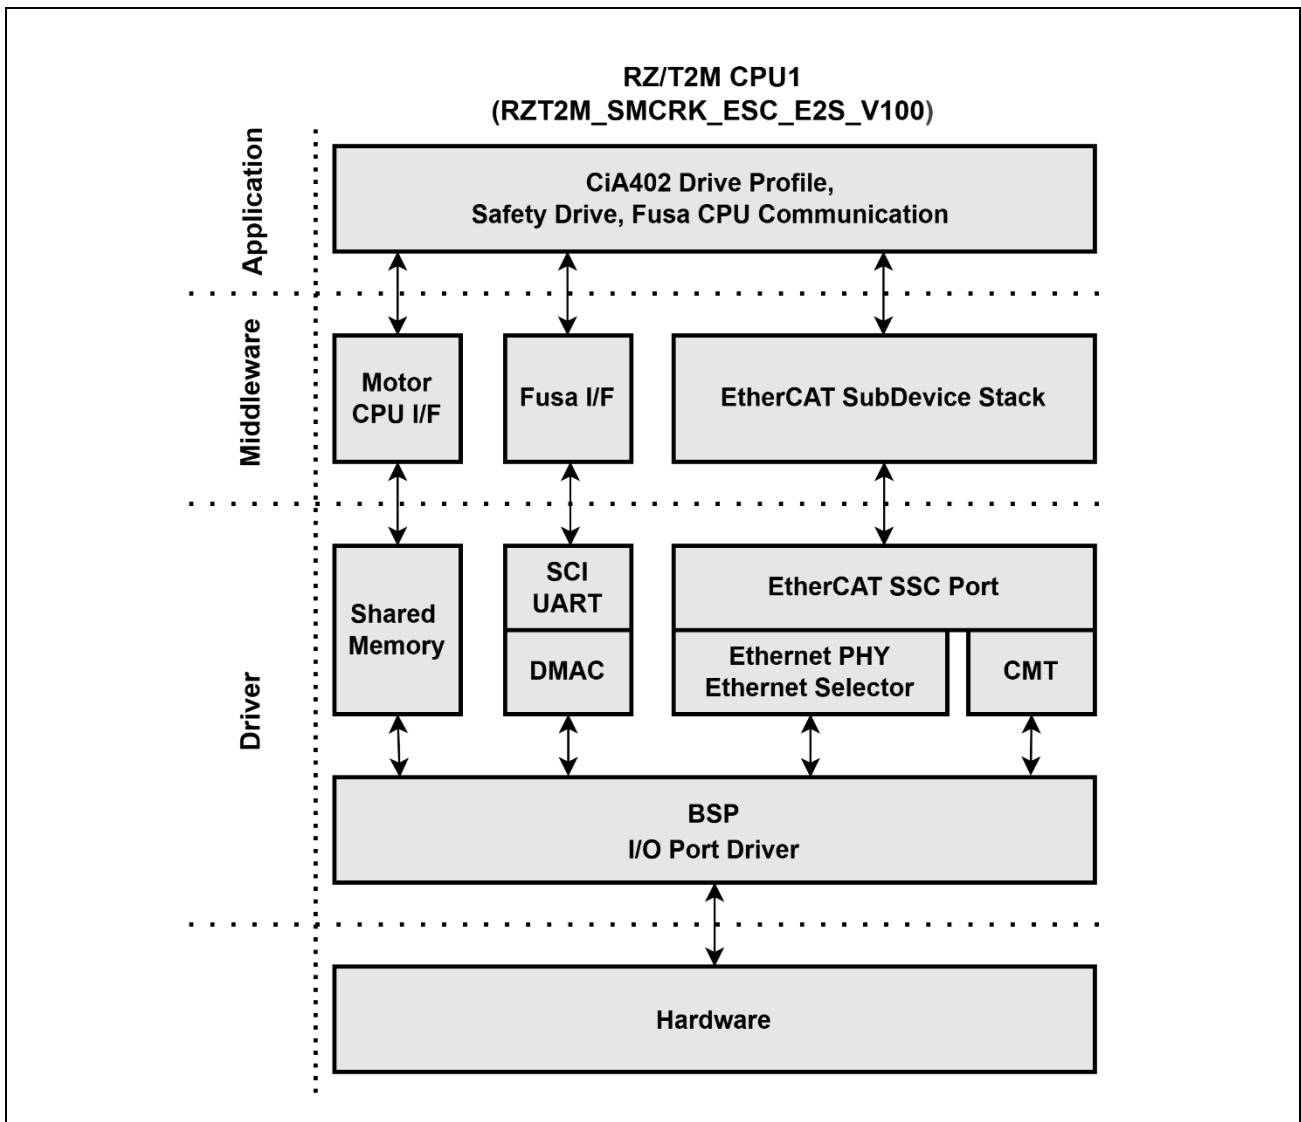 RZ/T2M CPU1
(RZT2M_SMCRK_ESC_E2S_V100)
Application
CiA402 Drive Profile,
Safety Drive, Fusa CPU Communication
Middleware
Motor
CPU I/F
Fusa I/F
EtherCAT SubDevice Stack
Driver
Shared
Memory
SCI
UART
DMAC
EtherCAT SSC Port
Ethernet PHY
Ethernet Selector
CMT
BSP
I/O Port Driver
Hardware